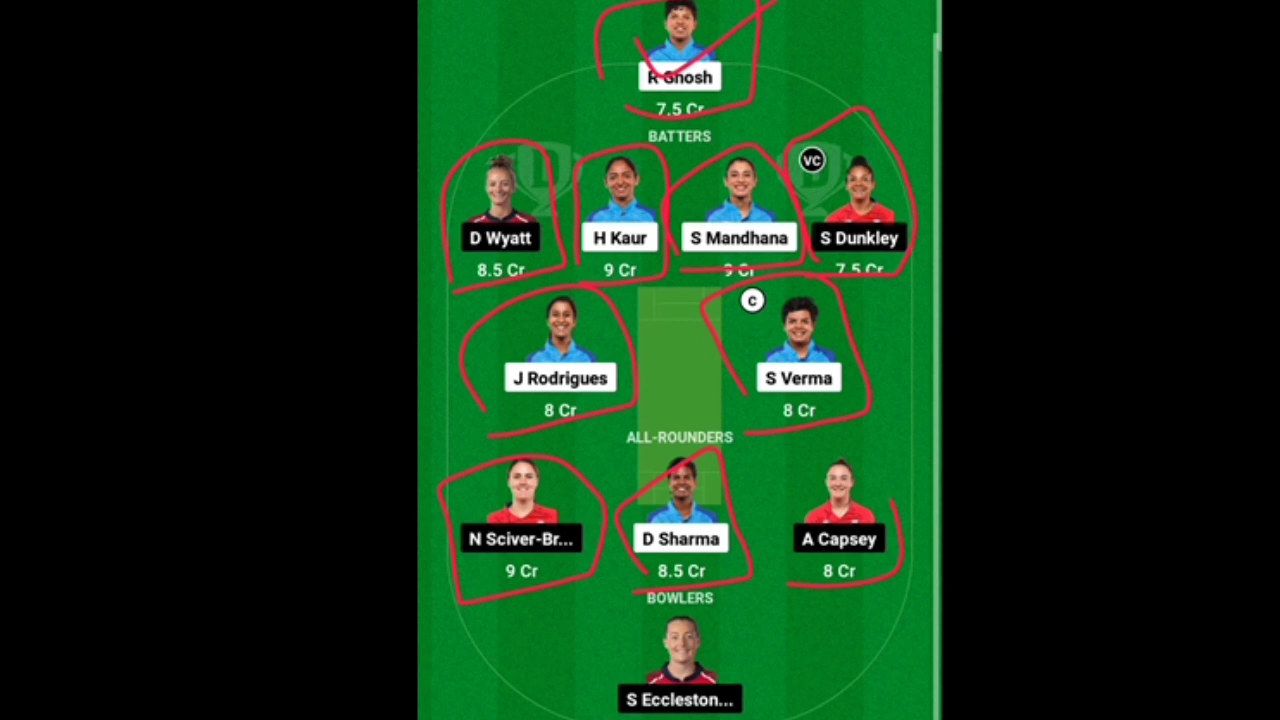 R Ghosh
7.5 Cr
BATTERS
VC
D Wyatt
H Kaur
S Mandhana
S Dunkley
8.5 Cr
9 Cr
9 Cr
7.5 Cr
C
J Rodrigues
S Verma
8 Cr
8 Cr
ALL-ROUNDERS
N Sciver-Br...
D Sharma
A Capsey
9 Cr
8.5 Cr
8 Cr
BOWLERS
S Eccleston...